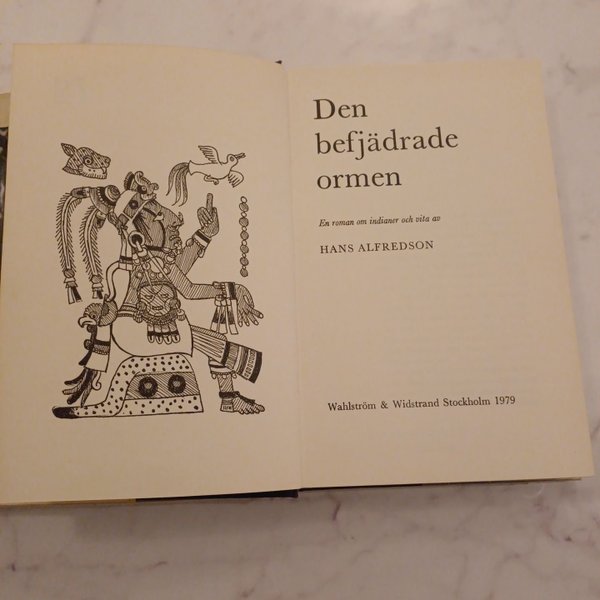 Den
befjädrade
ormen
En roman om indianer och vita av
HANS ALFREDSON
Wahlström & Widstrand Stockholm 1979